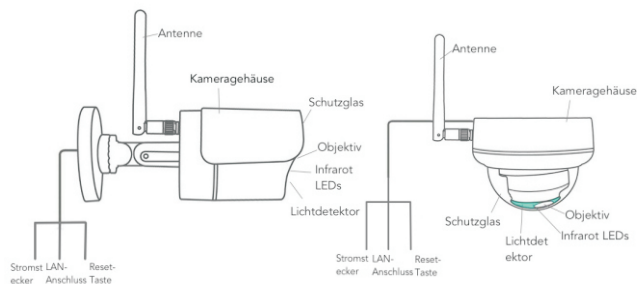 Antenne
Kameragehäuse
Schutzglas
Objektiv
Infrarot
LEDs
Lichtdetektor
Stromst
ecker
LAN-
Anschluss
Reset-
Taste
Antenne
Kameragehäuse
Schutzglas
Objektiv
Infrarot LEDs
Lichtdet
ektor
Stromst
ecker
LAN-
Anschluss
Reset-
Taste